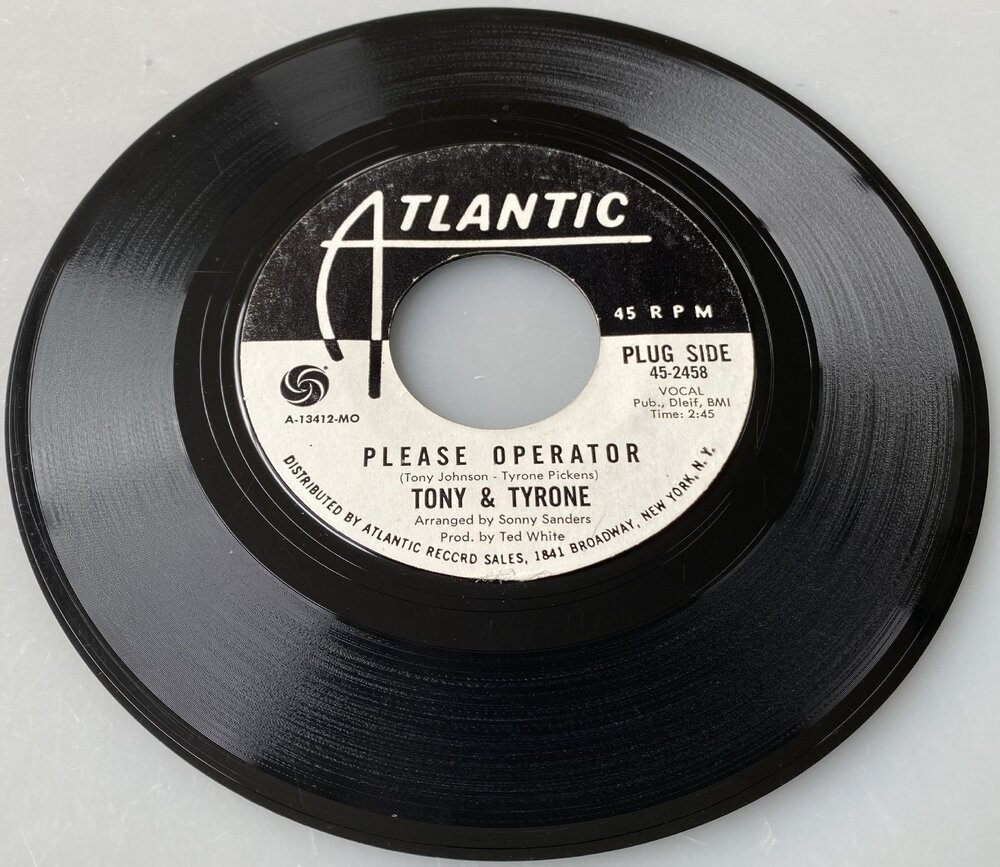 ATLANTIC
45 RPM
PLUG SIDE
45-2458
VOCAL
Pub., Dleif, BMI
Time: 2:45
A-13412-MO
PLEASE OPERATOR
(Tony Johnson - Tyrone Pickens)
TONY & TYRONE
Arranged by Sonny Sanders
Prod. by Ted White
DISTRIBUTED BY ATLANTIC RECCRD SALES, 1841 BROADWAY, NEW YORK, N. Y.